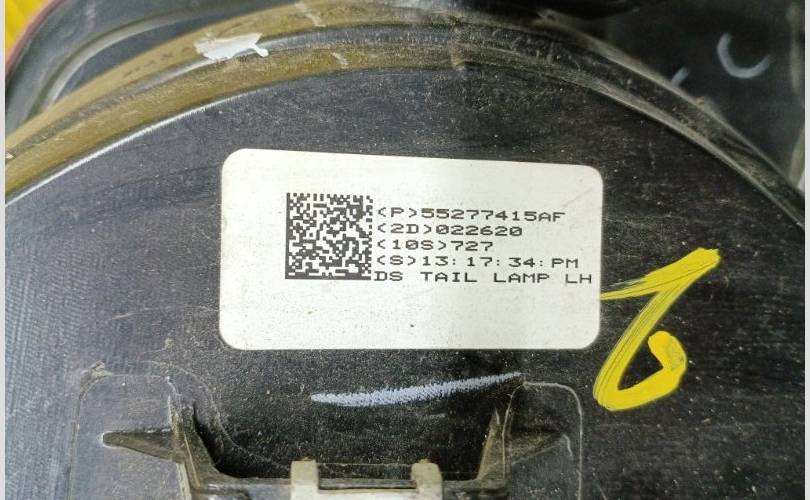 (P)55277415AF
(2D)022620
(10S)727
(S)13:17:34:PM
DS TAIL LAMP LH